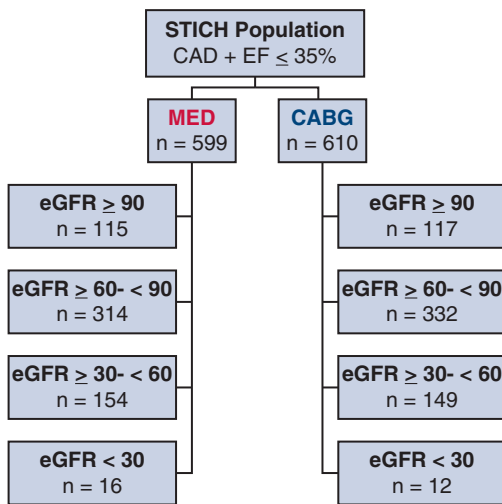 STICH Population
CAD + EF ≤ 35%
MED
n = 599
CABG
n = 610
eGFR ≥ 90
n = 115
eGFR ≥ 90
n = 117
eGFR ≥ 60- < 90
n = 314
eGFR ≥ 60- < 90
n = 332
eGFR ≥ 30- < 60
n = 154
eGFR ≥ 30- < 60
n = 149
eGFR < 30
n = 16
eGFR < 30
n = 12